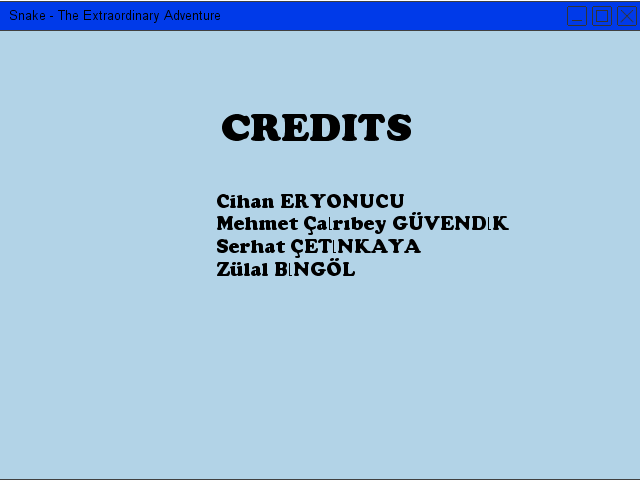 Snake - The Extraordinary Adventure
CREDITS
Cihan ERYONUCU
Mehmet Çağrıbey GÜVENDİK
Serhat ÇETİNKAYA
Zülal BİNGÖL